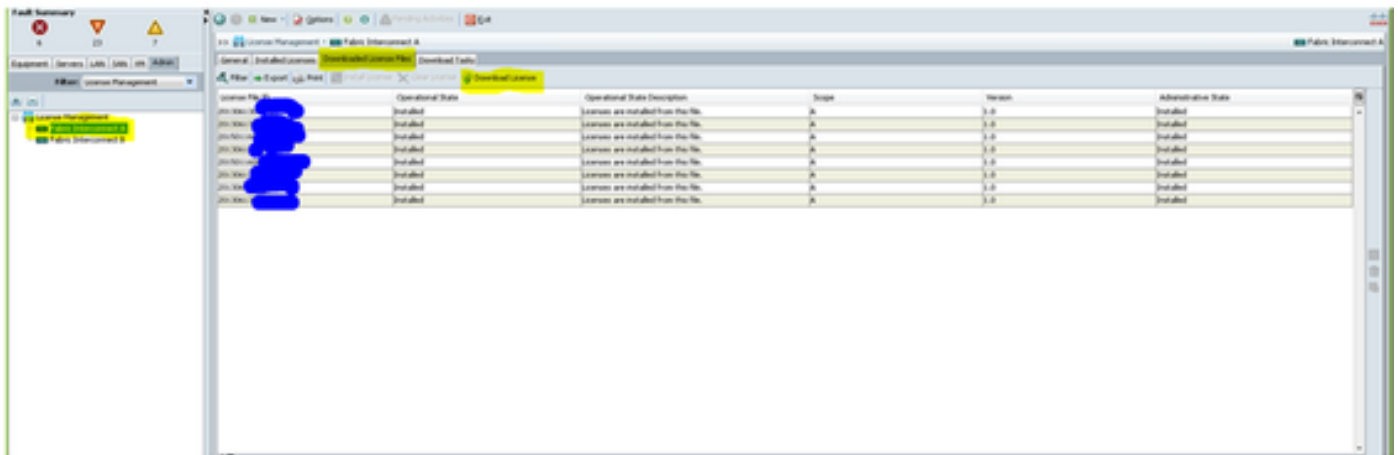 Fault Summary
6 23 7
Equipment Servers LAN SAN VM Admin
Filter: License Management
License Management
Fabric Interconnect A
Fabric Interconnect B
New Options Pending Activities Exit
>> License Management Fabric Interconnect A Fabric Interconnect A
General Installed Licenses Downloaded License Files Download Tasks
Filter Export Print Install License Clear License Download License
License File ID Operational State Operational State Description Scope Version Administrative State
Installed Licenses are installed from this file. A 1.0 Installed
Installed Licenses are installed from this file. A 1.0 Installed
Installed Licenses are installed from this file. A 1.0 Installed
Installed Licenses are installed from this file. A 1.0 Installed
Installed Licenses are installed from this file. A 1.0 Installed
Installed Licenses are installed from this file. A 1.0 Installed
Installed Licenses are installed from this file. A 1.0 Installed
Installed Licenses are installed from this file. A 1.0 Installed